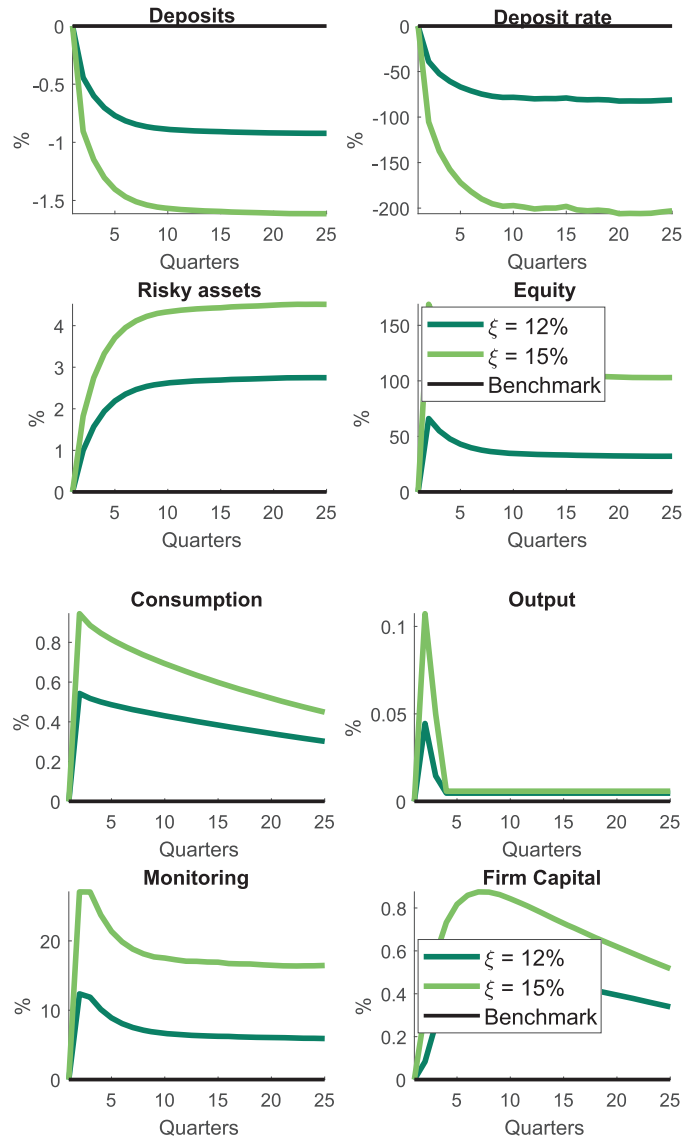 Deposits
0
-0.5
-1
-1.5
%
5 10 15 20 25
Quarters
Deposit rate
0
-50
-100
-150
-200
%
5 10 15 20 25
Quarters
Risky assets
4
3
2
1
0
%
5 10 15 20 25
Quarters
Equity
150
100
50
0
%
ξ = 12%
ξ = 15%
Benchmark
5 10 15 20 25
Quarters
Consumption
0.8
0.6
0.4
0.2
0
%
5 10 15 20 25
Quarters
Output
0.1
0.05
0
%
5 10 15 20 25
Quarters
Monitoring
20
10
0
%
5 10 15 20 25
Quarters
Firm Capital
0.8
0.6
0.4
0.2
0
%
ξ = 12%
ξ = 15%
Benchmark
5 10 15 20 25
Quarters